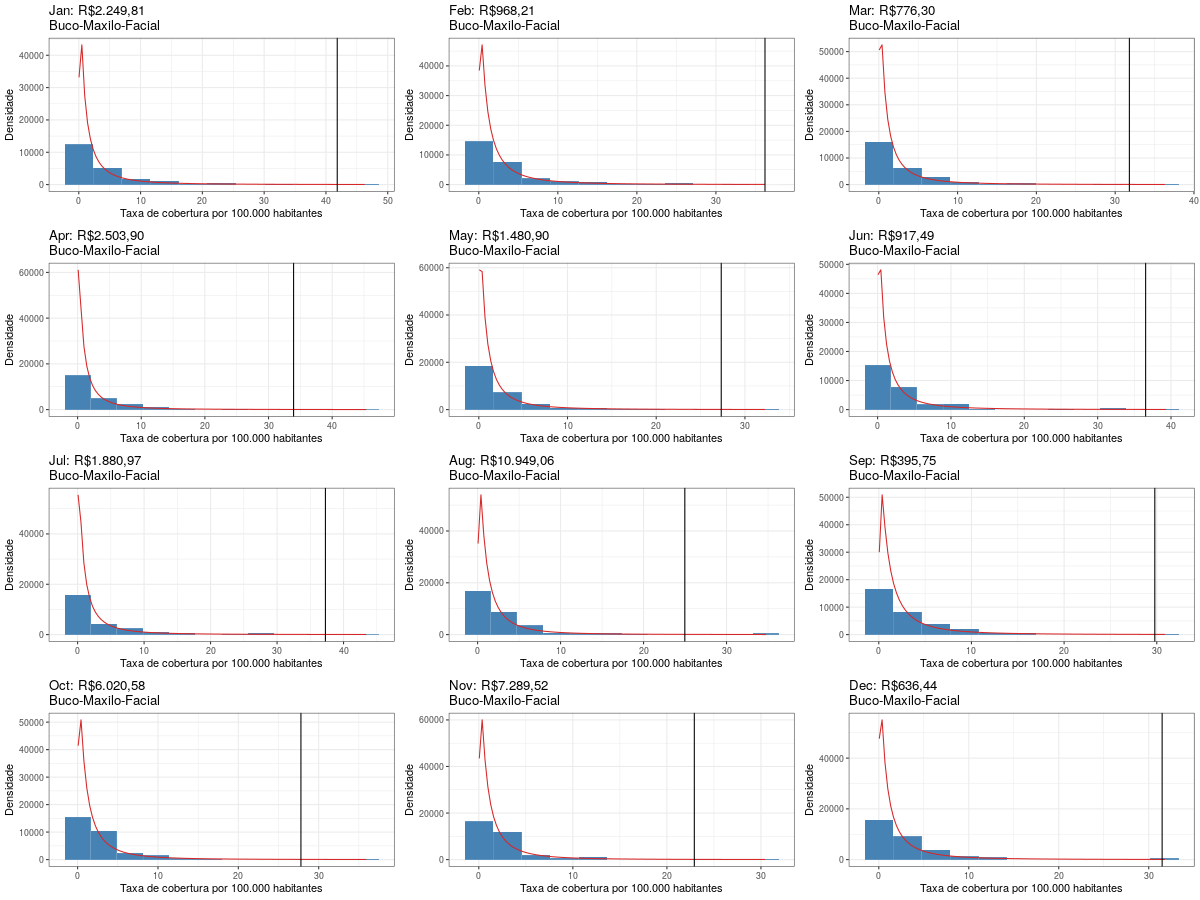 Jan: R$2.249,81
Buco-Maxilo-Facial
Densidade
40000
30000
20000
10000
0
0 10 20 30 40 50
Taxa de cobertura por 100.000 habitantes
Feb: R$968,21
Buco-Maxilo-Facial
Densidade
40000
30000
20000
10000
0
0 10 20 30
Taxa de cobertura por 100.000 habitantes
Mar: R$776,30
Buco-Maxilo-Facial
Densidade
50000
40000
30000
20000
10000
0
0 10 20 30 40
Taxa de cobertura por 100.000 habitantes
Apr: R$2.503,90
Buco-Maxilo-Facial
Densidade
60000
40000
20000
0
0 10 20 30 40
Taxa de cobertura por 100.000 habitantes
May: R$1.480,90
Buco-Maxilo-Facial
Densidade
60000
40000
20000
0
0 10 20 30
Taxa de cobertura por 100.000 habitantes
Jun: R$917,49
Buco-Maxilo-Facial
Densidade
50000
40000
30000
20000
10000
0
0 10 20 30 40
Taxa de cobertura por 100.000 habitantes
Jul: R$1.880,97
Buco-Maxilo-Facial
Densidade
40000
20000
0
0 10 20 30 40
Taxa de cobertura por 100.000 habitantes
Aug: R$10.949,06
Buco-Maxilo-Facial
Densidade
40000
20000
0
0 10 20 30
Taxa de cobertura por 100.000 habitantes
Sep: R$395,75
Buco-Maxilo-Facial
Densidade
50000
40000
30000
20000
10000
0
0 10 20 30
Taxa de cobertura por 100.000 habitantes
Oct: R$6.020,58
Buco-Maxilo-Facial
Densidade
50000
40000
30000
20000
10000
0
0 10 20 30
Taxa de cobertura por 100.000 habitantes
Nov: R$7.289,52
Buco-Maxilo-Facial
Densidade
60000
40000
20000
0
0 10 20 30
Taxa de cobertura por 100.000 habitantes
Dec: R$636,44
Buco-Maxilo-Facial
Densidade
40000
20000
0
0 10 20 30
Taxa de cobertura por 100.000 habitantes